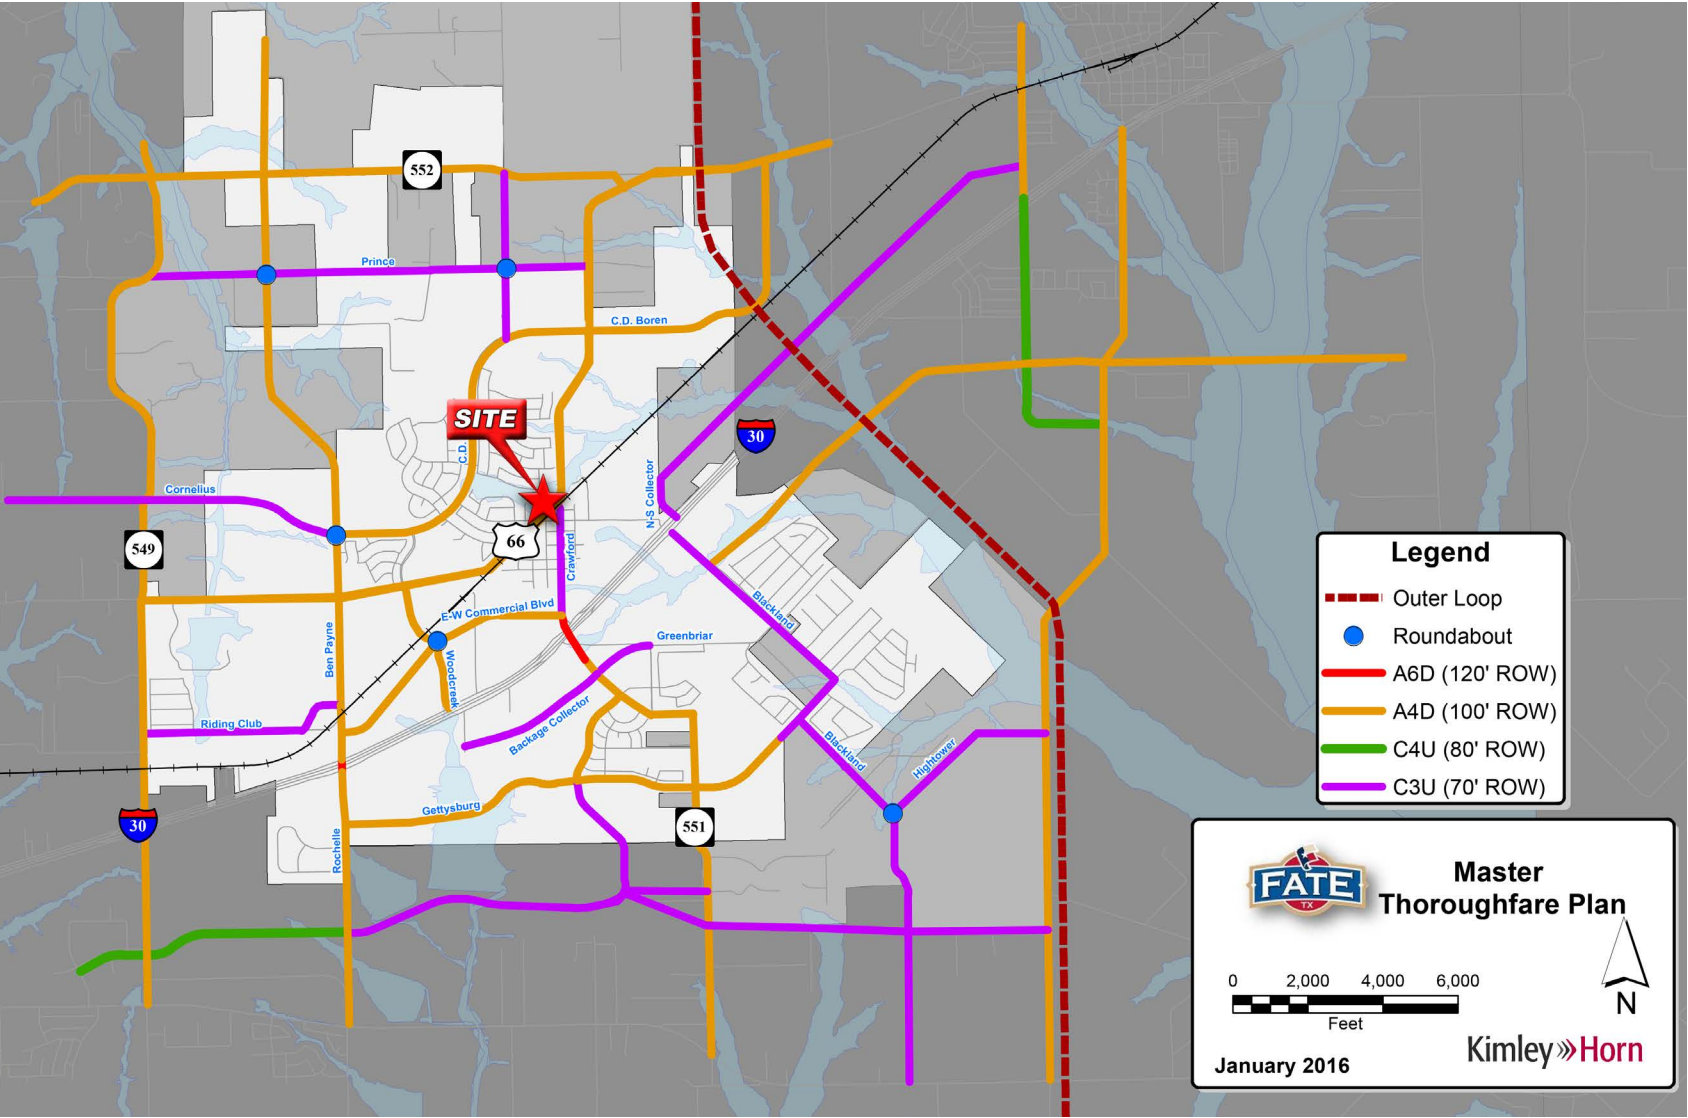 552
Prince
C.D. Boren
SITE
C.D.
30
Cornelius
N-S Collector
549
66
Crawford
E-W Commercial Blvd
Blackland
Ben Payne
Woodcreek
Greenbriar
Riding Club
Backage Collector
Blackland
Hightower
Gettysburg
30
551
Rochelle
Legend
Outer Loop
Roundabout
A6D (120' ROW)
A4D (100' ROW)
C4U (80' ROW)
C3U (70' ROW)
FATE
TX
Master
Thoroughfare Plan
0 2,000 4,000 6,000
Feet
N
Kimley»Horn
January 2016